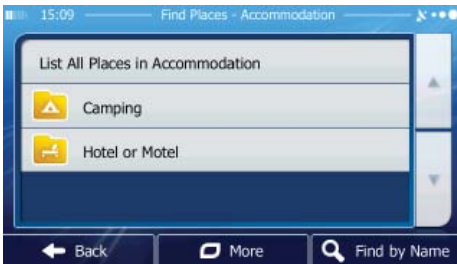 15:09 Find Places - Accommodation
List All Places in Accommodation
Camping
Hotel or Motel
Back More Find by Name